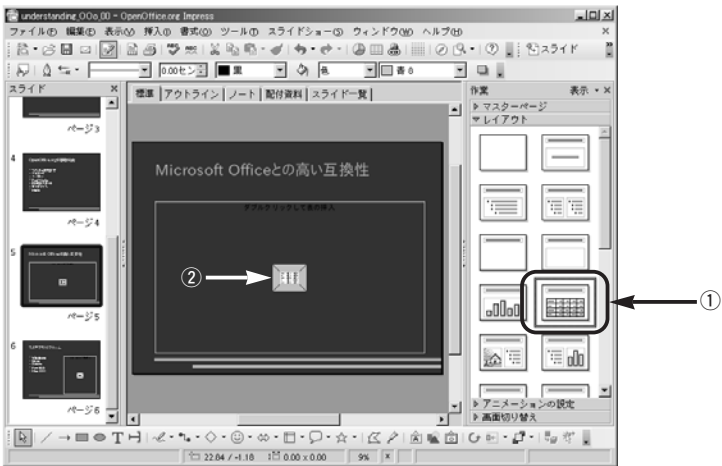 understanding_OOo_00 - OpenOffice.org Impress
ファイル(F) 編集(E) 表示(V) 挿入(I) 書式(O) ツール(T) スライドショー(S) ウィンドウ(W) ヘルプ(H)
スライド
0.00センチ 黒 色 青 8
スライド
標準 アウトライン ノート 配付資料 スライド一覧
作業 表示
マスターページ
レイアウト
ページ 3
4
ページ 4
5
ページ 5
6
ページ 6
Microsoft Officeとの高い互換性
ダブルクリックして表の挿入
②
①
アニメーションの設定
画面切り替え
22.84 / -1.18 0.00 x 0.00 9% *